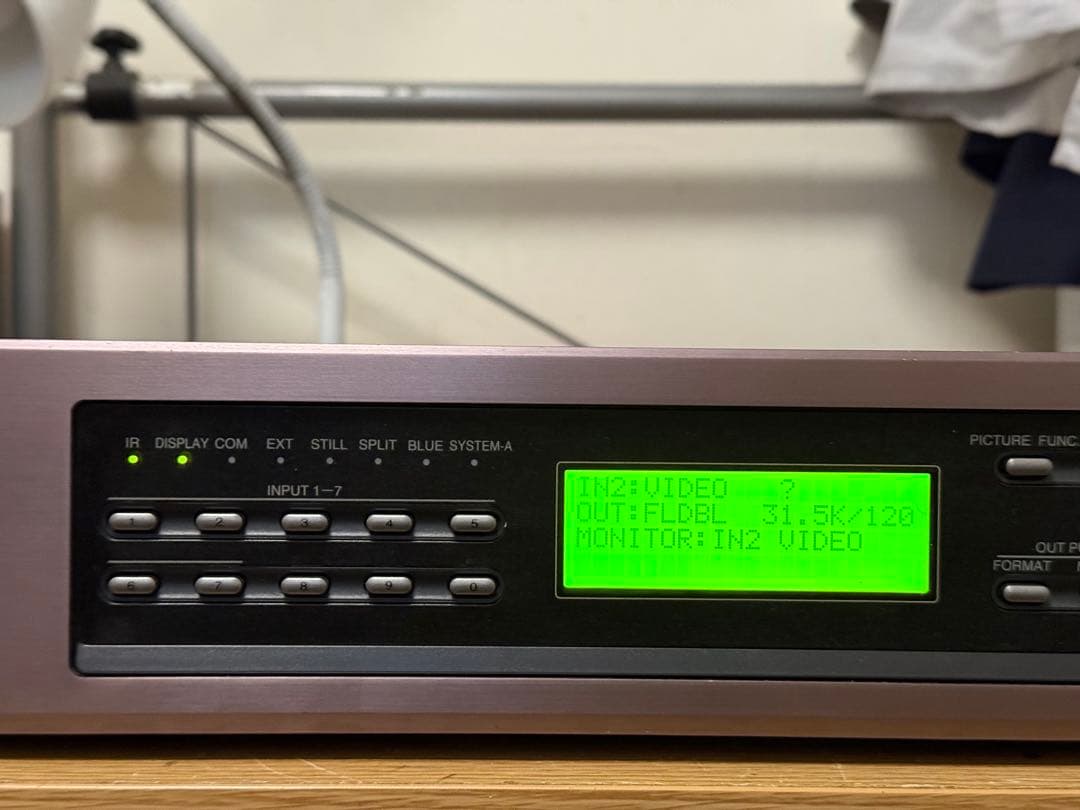 IR DISPLAY COM EXT STILL SPLIT BLUE SYSTEM-A
INPUT 1–7
1 2 3 4 5
6 7 8 9 0
IN2:VIDEO ?
OUT:FLDBL 31.5K/120
MONITOR:IN2 VIDEO
PICTURE FUNC.
OUT
FORMAT